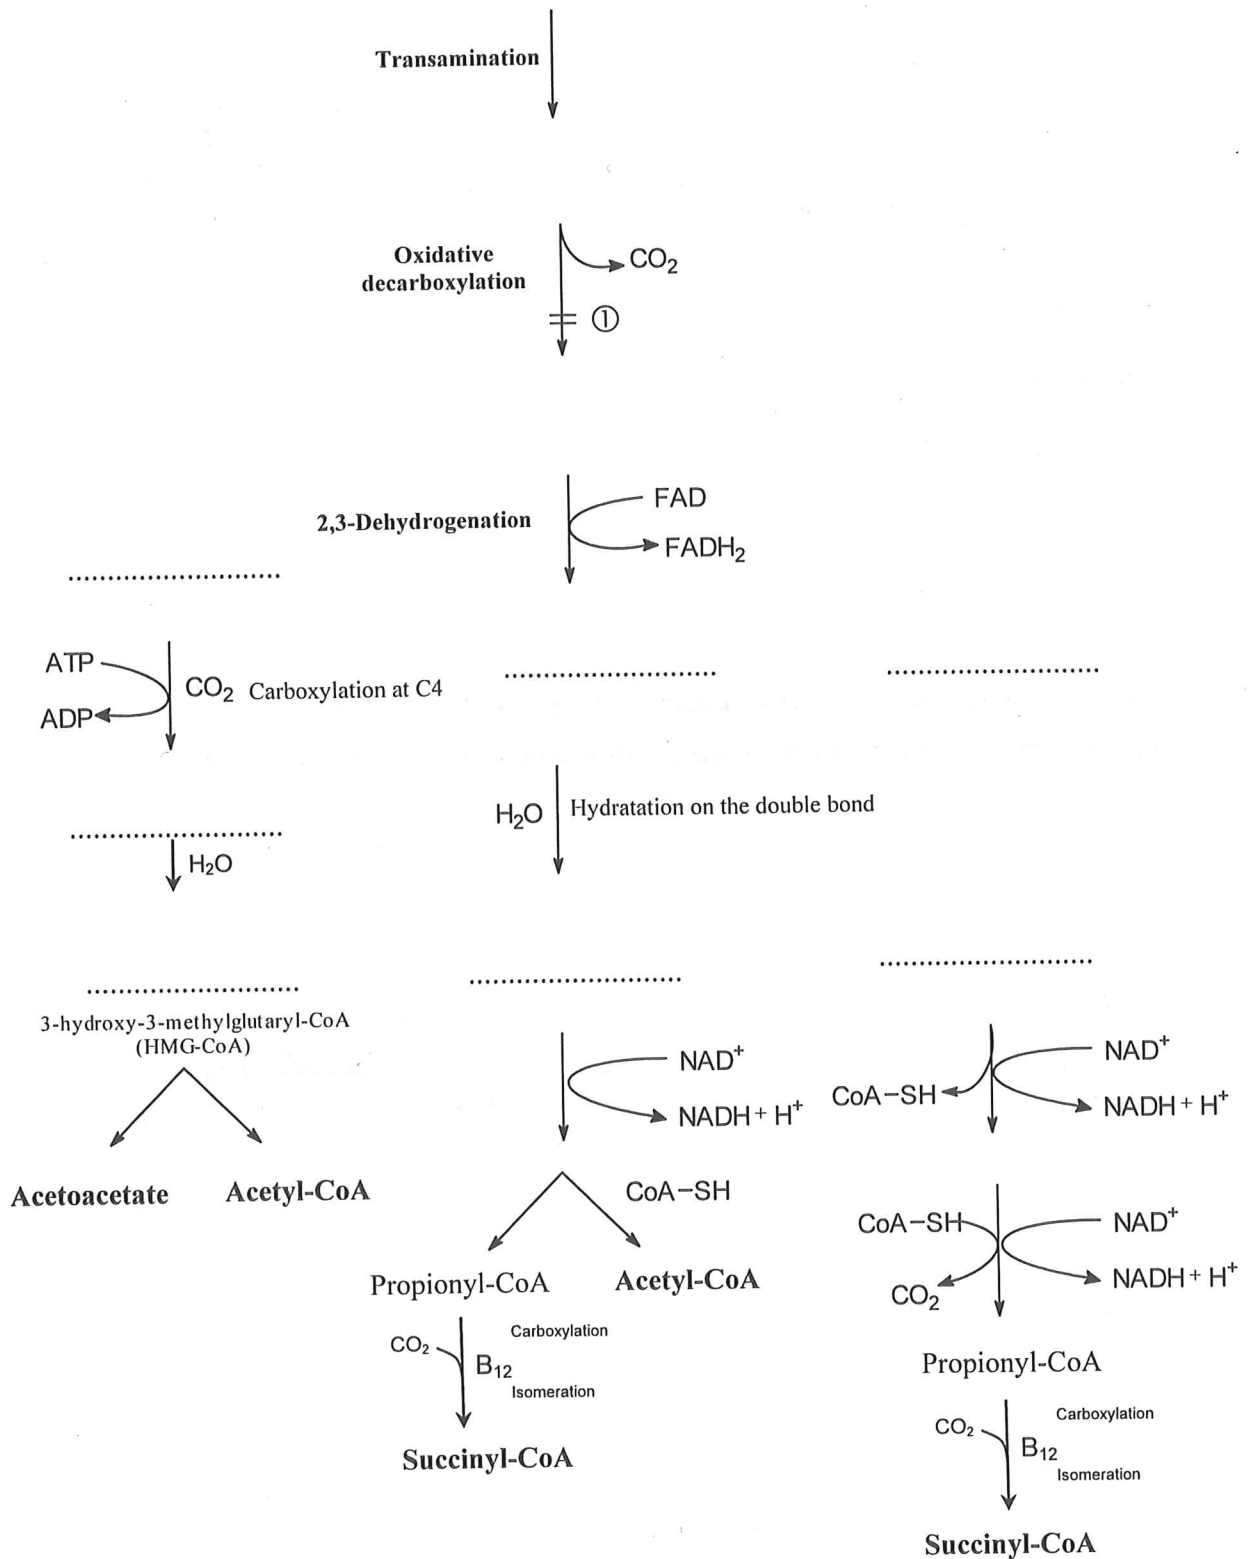 Transamination
Oxidative
decarboxylation
CO₂
①
2,3-Dehydrogenation
FAD
FADH₂
ATP
CO₂ Carboxylation at C4
ADP
H₂O Hydratation on the double bond
H₂O
3-hydroxy-3-methylglutaryl-CoA
(HMG-CoA)
NAD⁺
NADH + H⁺
CoA–SH
NAD⁺
NADH + H⁺
Acetoacetate
Acetyl-CoA
CoA–SH
CoA–SH
NAD⁺
CO₂
NADH + H⁺
Propionyl-CoA
Acetyl-CoA
CO₂
Carboxylation
B₁₂
Isomeration
Propionyl-CoA
CO₂
Carboxylation
B₁₂
Isomeration
Succinyl-CoA
Succinyl-CoA